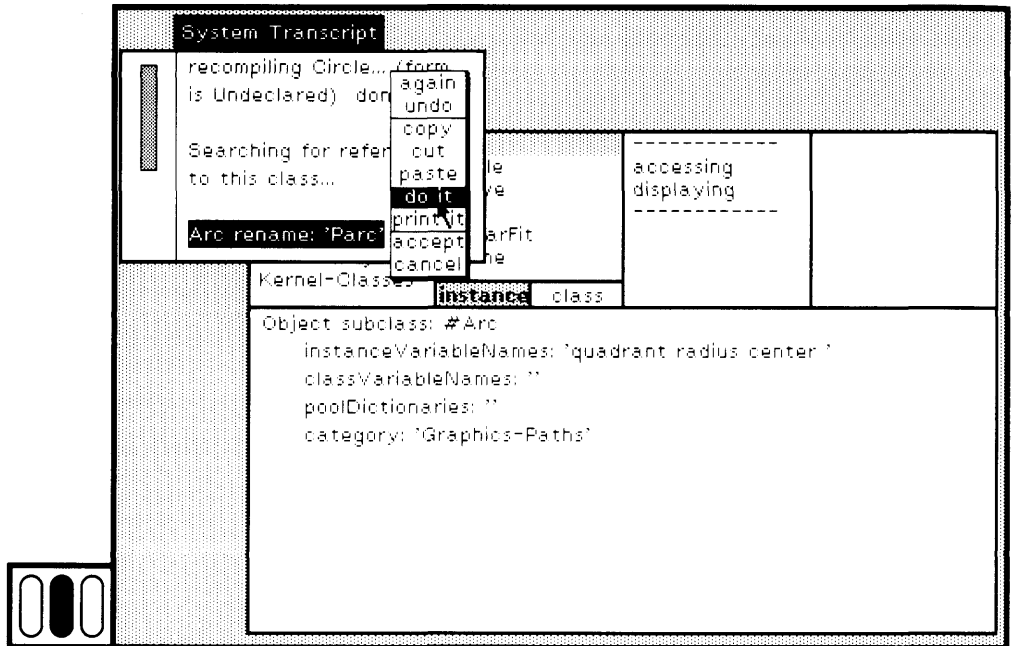 System Transcript
recompiling Circle... (form
is Undeclared) don
Searching for refer
to this class...
Arc rename: 'Parc'
again
undo
copy
cut
paste
do it
print it
accept
cancel
le
ve
arFit
ne
Kernel-Classes
instance class
accessing
displaying
Object subclass: #Arc
instanceVariableNames: 'quadrant radius center '
classVariableNames: ''
poolDictionaries: ''
category: 'Graphics-Paths'